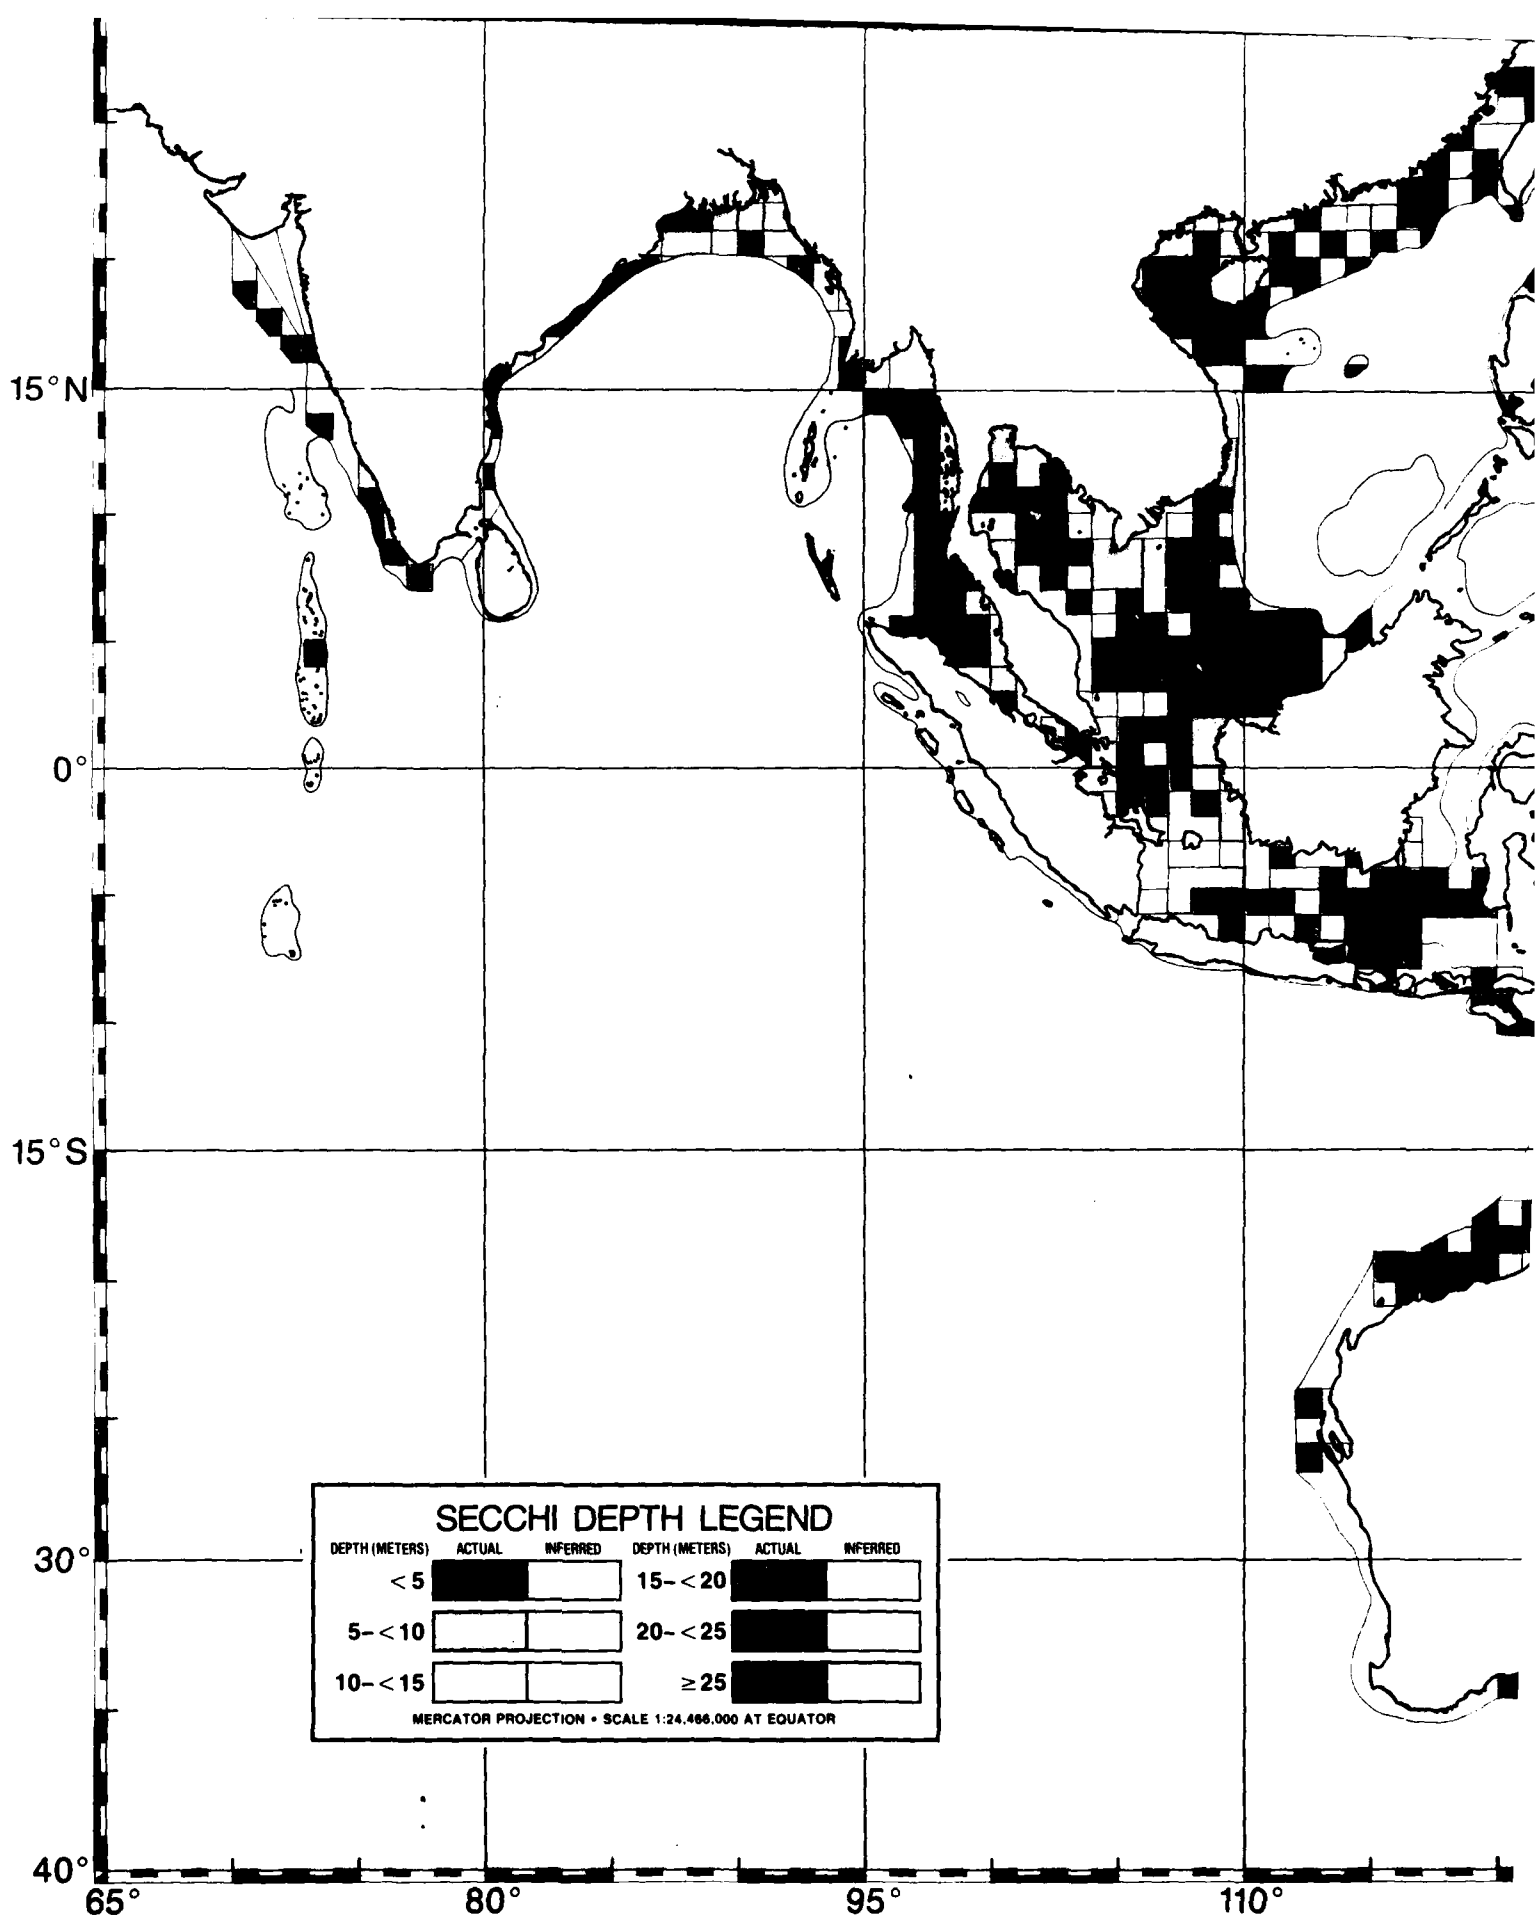 15°N
0°
15°S
30°
40°
65°
80°
95°
110°
SECCHI DEPTH LEGEND
DEPTH (METERS) ACTUAL INFERRED DEPTH (METERS) ACTUAL INFERRED
<5 15-<20
5-<10 20-<25
10-<15 ≥25
MERCATOR PROJECTION • SCALE 1:24,466,000 AT EQUATOR